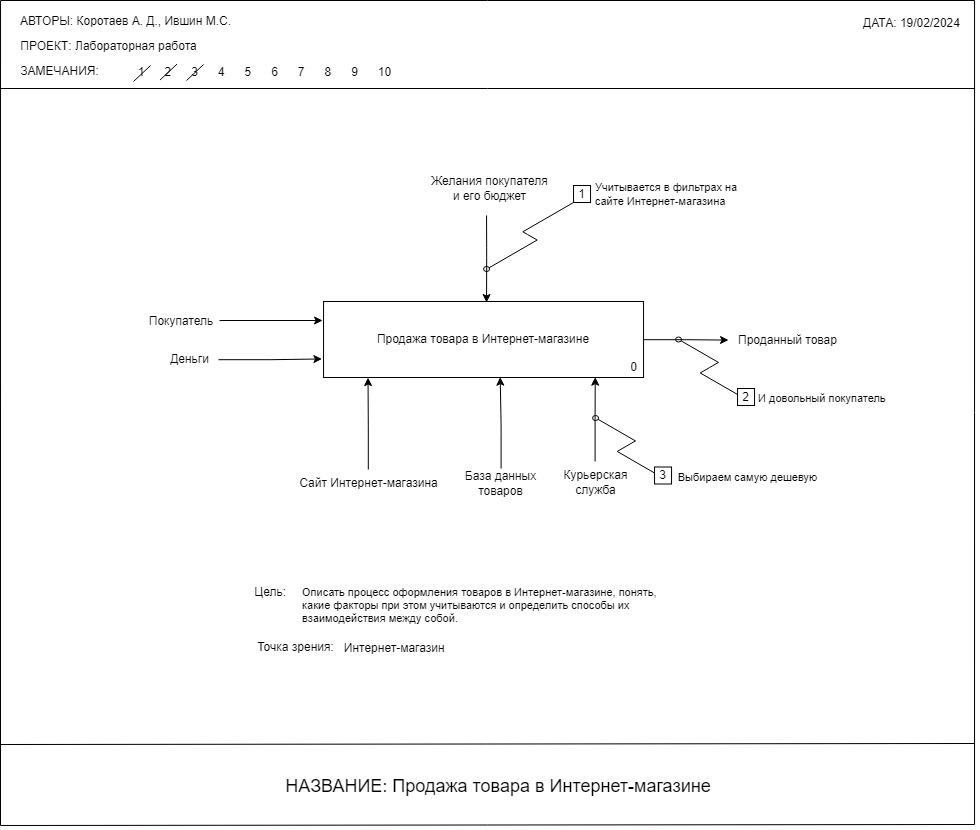 АВТОРЫ: Коротаев А. Д., Ившин М.С.
ДАТА: 19/02/2024
ПРОЕКТ: Лабораторная работа
ЗАМЕЧАНИЯ: 1 2 3 4 5 6 7 8 9 10
Желания покупателя
и его бюджет
1 Учитывается в фильтрах на
сайте Интернет-магазина
Покупатель
Деньги
Продажа товара в Интернет-магазине
0
Проданный товар
2 И довольный покупатель
Сайт Интернет-магазина
База данных
товаров
Курьерская
служба
3 Выбираем самую дешевую
Цель: Описать процесс оформления товаров в Интернет-магазине, понять,
какие факторы при этом учитываются и определить способы их
взаимодействия между собой.
Точка зрения: Интернет-магазин
НАЗВАНИЕ: Продажа товара в Интернет-магазине